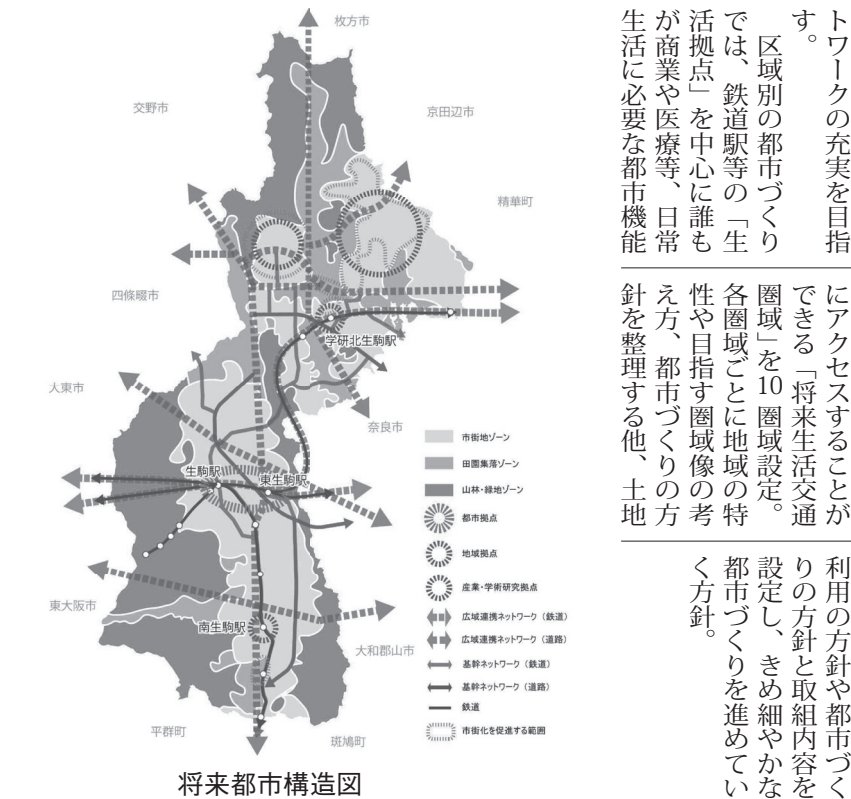 トワークの充実を目指
す。
　区域別の都市づくり
では、鉄道駅等の「生
活拠点」を中心に誰も
が商業や医療等、日常
生活に必要な都市機能
にアクセスすることが
できる「将来生活交通
圏域」を10圏域設定。
各圏域ごとに地域の特
性や目指す圏域像の考
え方、都市づくりの方
針を整理する他、土地
利用の方針や都市づく
りの方針と取組内容を
設定し、きめ細やかな
都市づくりを進めてい
く方針。
枚方市
交野市
京田辺市
精華町
四條畷市
学研北生駒駅
大東市
奈良市
生駒駅
東生駒駅
東大阪市
南生駒駅
大和郡山市
平群町
斑鳩町
市街地ゾーン
田園集落ゾーン
山林・緑地ゾーン
都市拠点
地域拠点
産業・学術研究拠点
広域連携ネットワーク（鉄道）
広域連携ネットワーク（道路）
基幹ネットワーク（鉄道）
基幹ネットワーク（道路）
鉄道
市街化を促進する範囲
将来都市構造図